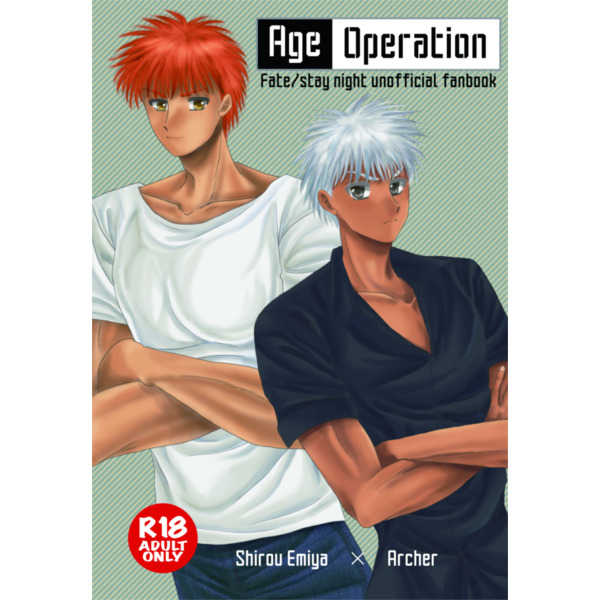 Age Operation
Fate/stay night unofficial fanbook
R18
ADULT
ONLY
Shirou Emiya × Archer